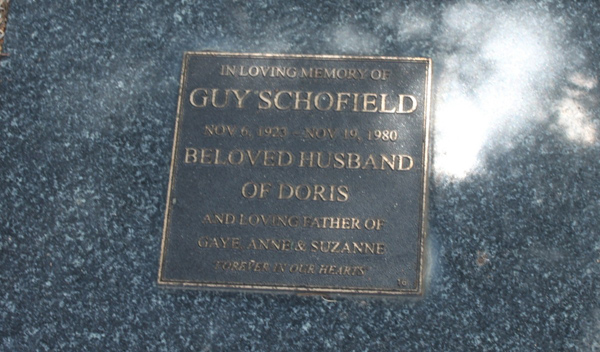 IN LOVING MEMORY OF
GUY SCHOFIELD
NOV 6, 1923 - NOV 19, 1980
BELOVED HUSBAND
OF DORIS
AND LOVING FATHER OF
GAYE, ANNE & SUZANNE
FOREVER IN OUR HEARTS